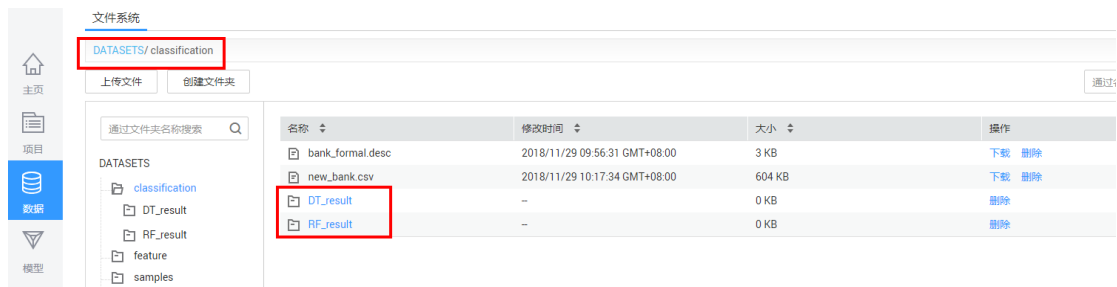 文件系统
DATASETS/ classification
主页
上传文件 创建文件夹
通过
项目
通过文件夹名称搜索
名称 修改时间 大小 操作
DATASETS
bank_formal.desc 2018/11/29 09:56:31 GMT+08:00 3 KB 下载 删除
classification
new_bank.csv 2018/11/29 10:17:34 GMT+08:00 604 KB 下载 删除
数据
DT_result
DT_result -- 0 KB 删除
RF_result
RF_result -- 0 KB 删除
feature
模型
samples